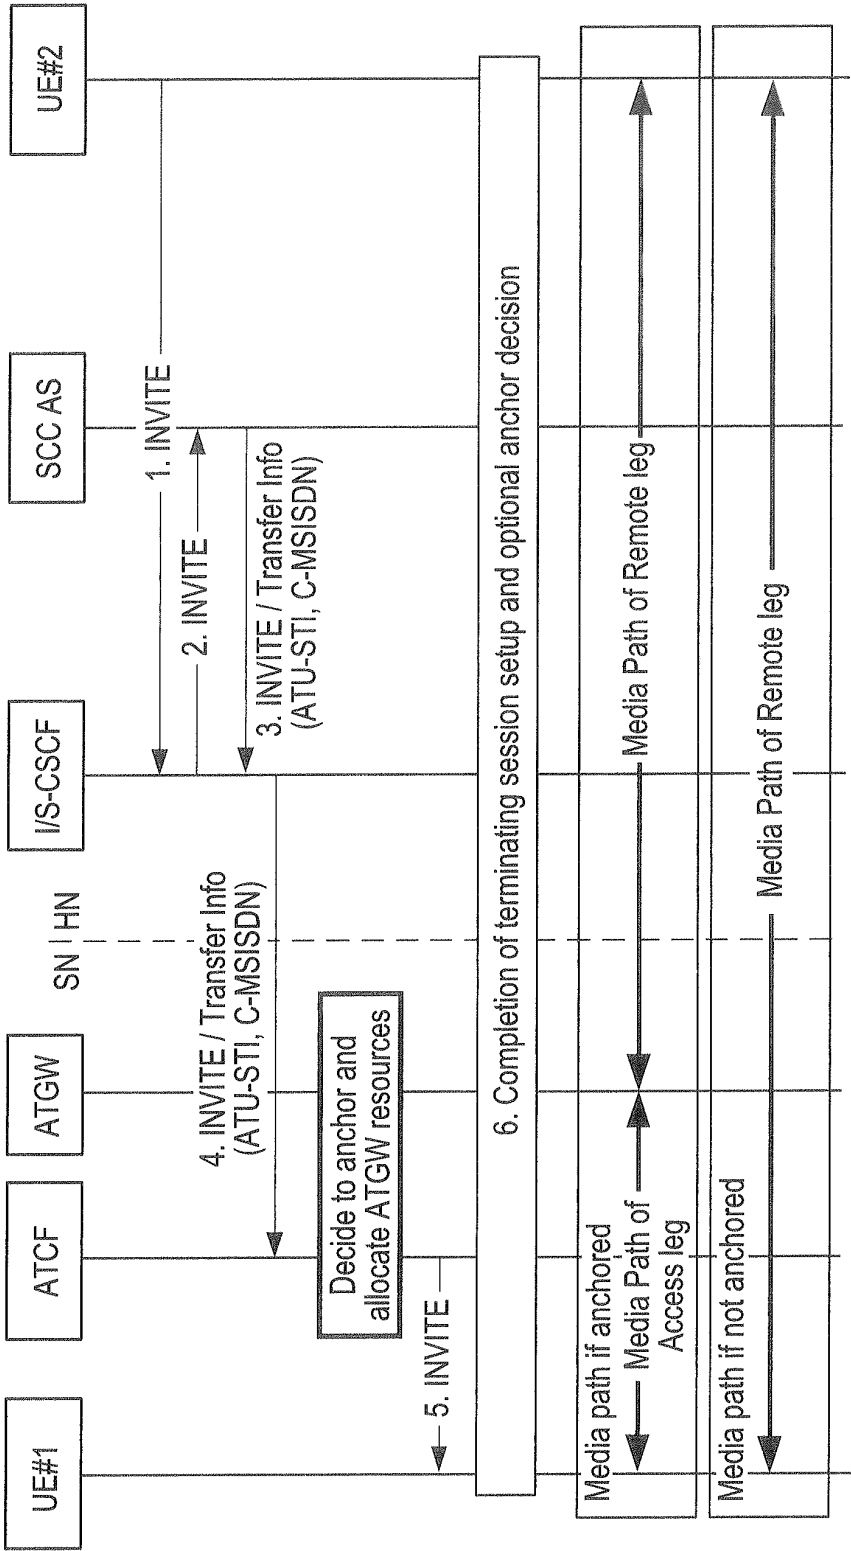 UE#1
ATCF
ATGW
SN
HN
I/S-CSCF
SCC AS
UE#2
1. INVITE
2. INVITE
3. INVITE / Transfer Info
(ATU-STI, C-MSISDN)
4. INVITE / Transfer Info
(ATU-STI, C-MSISDN)
Decide to anchor and
allocate ATGW resources
5. INVITE
6. Completion of terminating session setup and optional anchor decision
Media path if anchored
Media Path of
Access leg
Media Path of Remote leg
Media path if not anchored
Media Path of Remote leg